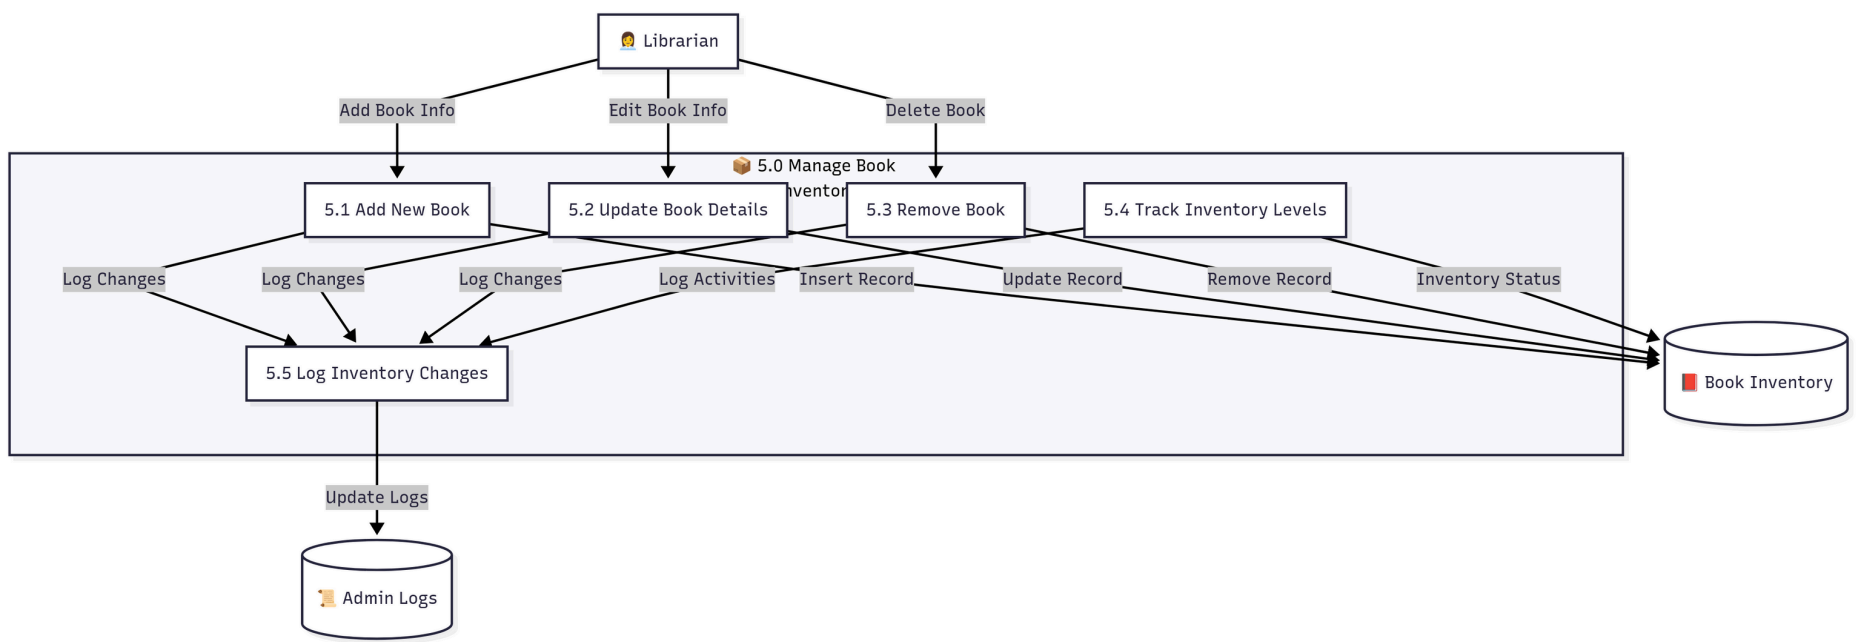 👩‍💼 Librarian
Add Book Info
Edit Book Info
Delete Book
📦 5.0 Manage Book
nventor
5.1 Add New Book
5.2 Update Book Details
5.3 Remove Book
5.4 Track Inventory Levels
Log Changes
Log Changes
Log Changes
Log Activities
Insert Record
Update Record
Remove Record
Inventory Status
5.5 Log Inventory Changes
📕 Book Inventory
Update Logs
📜 Admin Logs